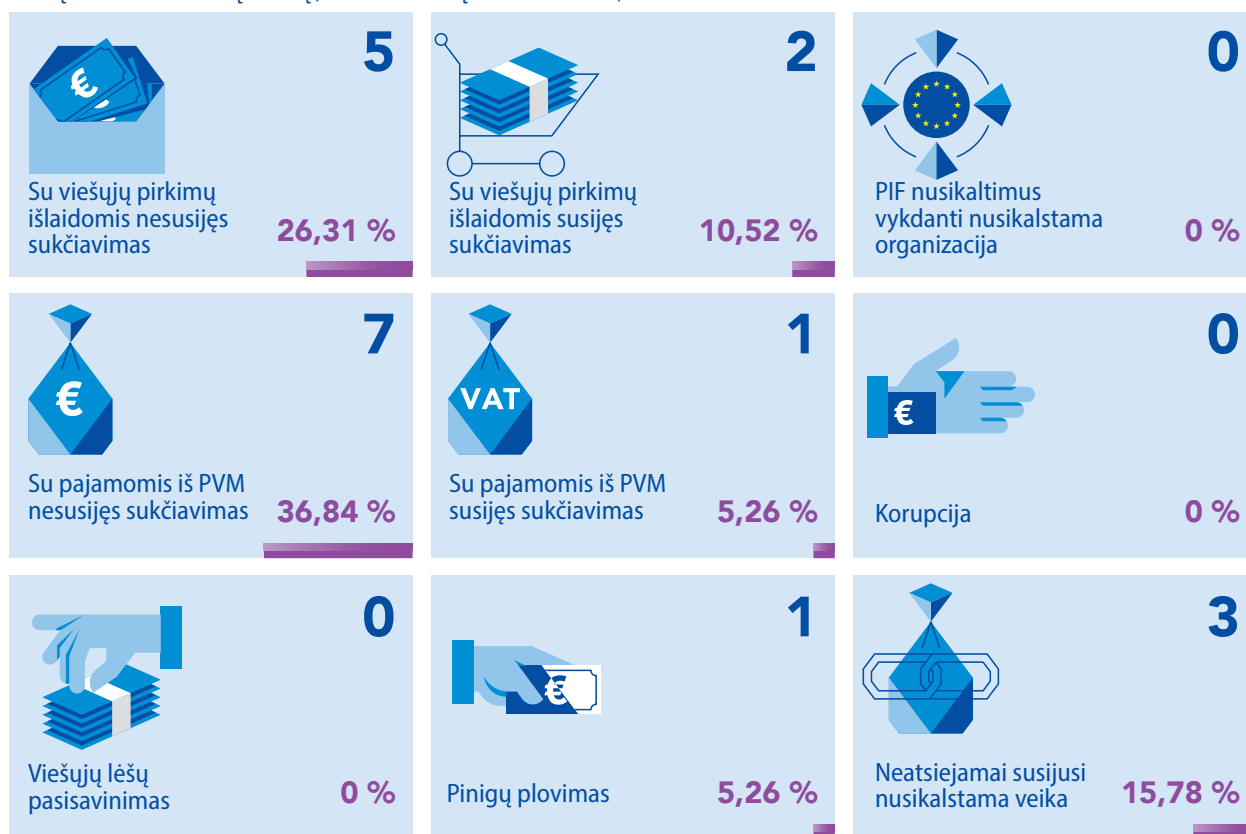 5
€
Su viešųjų pirkimų
išlaidomis nesusijęs
sukčiavimas
26,31 %
2
Su viešųjų pirkimų
išlaidomis susijęs
sukčiavimas
10,52 %
0
PIF nusikaltimus
vykdanti nusikalstama
organizacija
0 %
7
€
Su pajamomis iš PVM
nesusijęs sukčiavimas
36,84 %
1
VAT
Su pajamomis iš PVM
susijęs sukčiavimas
5,26 %
0
€
Korupcija
0 %
0
Viešųjų lėšų
pasisavinimas
0 %
1
€
Pinigų plovimas
5,26 %
3
Neatsiejamai susijusi
nusikalstama veika
15,78 %